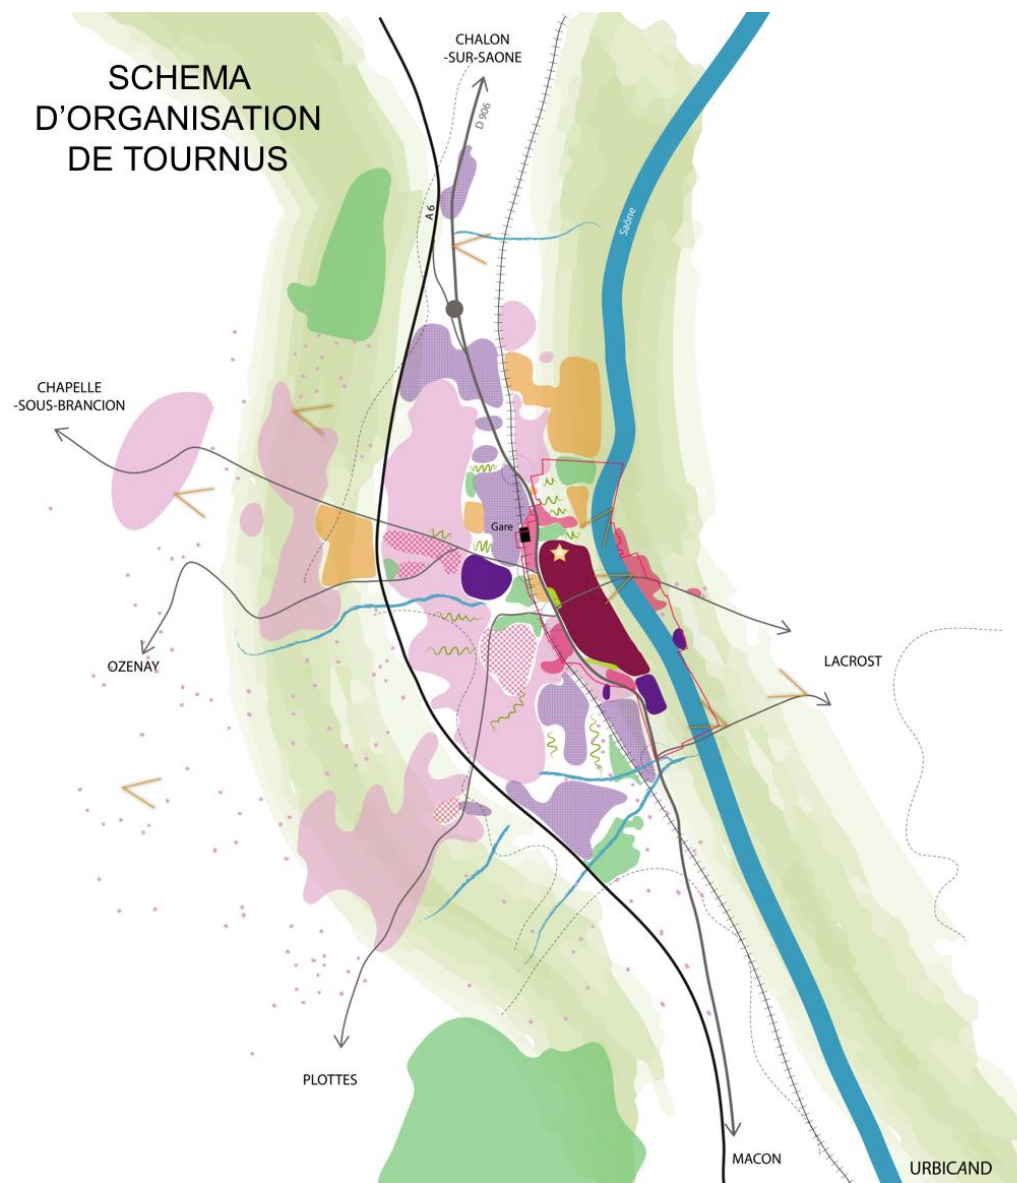 SCHEMA
D'ORGANISATION
DE TOURNUS
CHALON
-SUR-SAONE
D 906
A 6
Saône
CHAPELLE
-SOUS-BRANCION
Gare
OZENAY
LACROST
PLOTTES
MACON
URBICAND